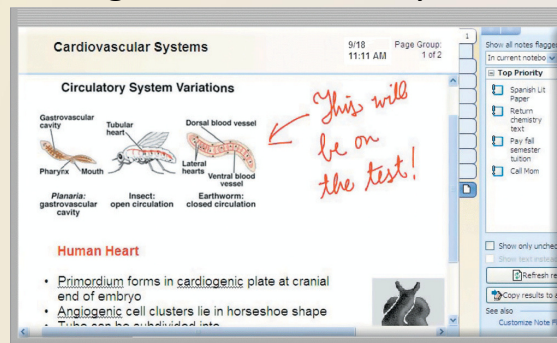 Cardiovascular Systems
9/18
11:11 AM
Page Group:
1 of 2
Circulatory System Variations
This will
be on
the test!
Gastrovascular
cavity
Tubular
heart
Dorsal blood vessel
Pharynx
Mouth
Lateral
hearts
Ventral blood
vessel
Planaria:
gastrovascular
cavity
Insect:
open circulation
Earthworm:
closed circulation
Human Heart
• Primordium forms in cardiogenic plate at cranial
end of embryo
• Angiogenic cell clusters lie in horseshoe shape
1
Show all notes flagge
In current notebo
Top Priority
Spanish Lit
Paper
Return
chemistry
text
Pay fall
semester
tuition
Call Mom
Show only unchec
Show text instea
Refresh re
Copy results to a
See also
Customize Note Fl